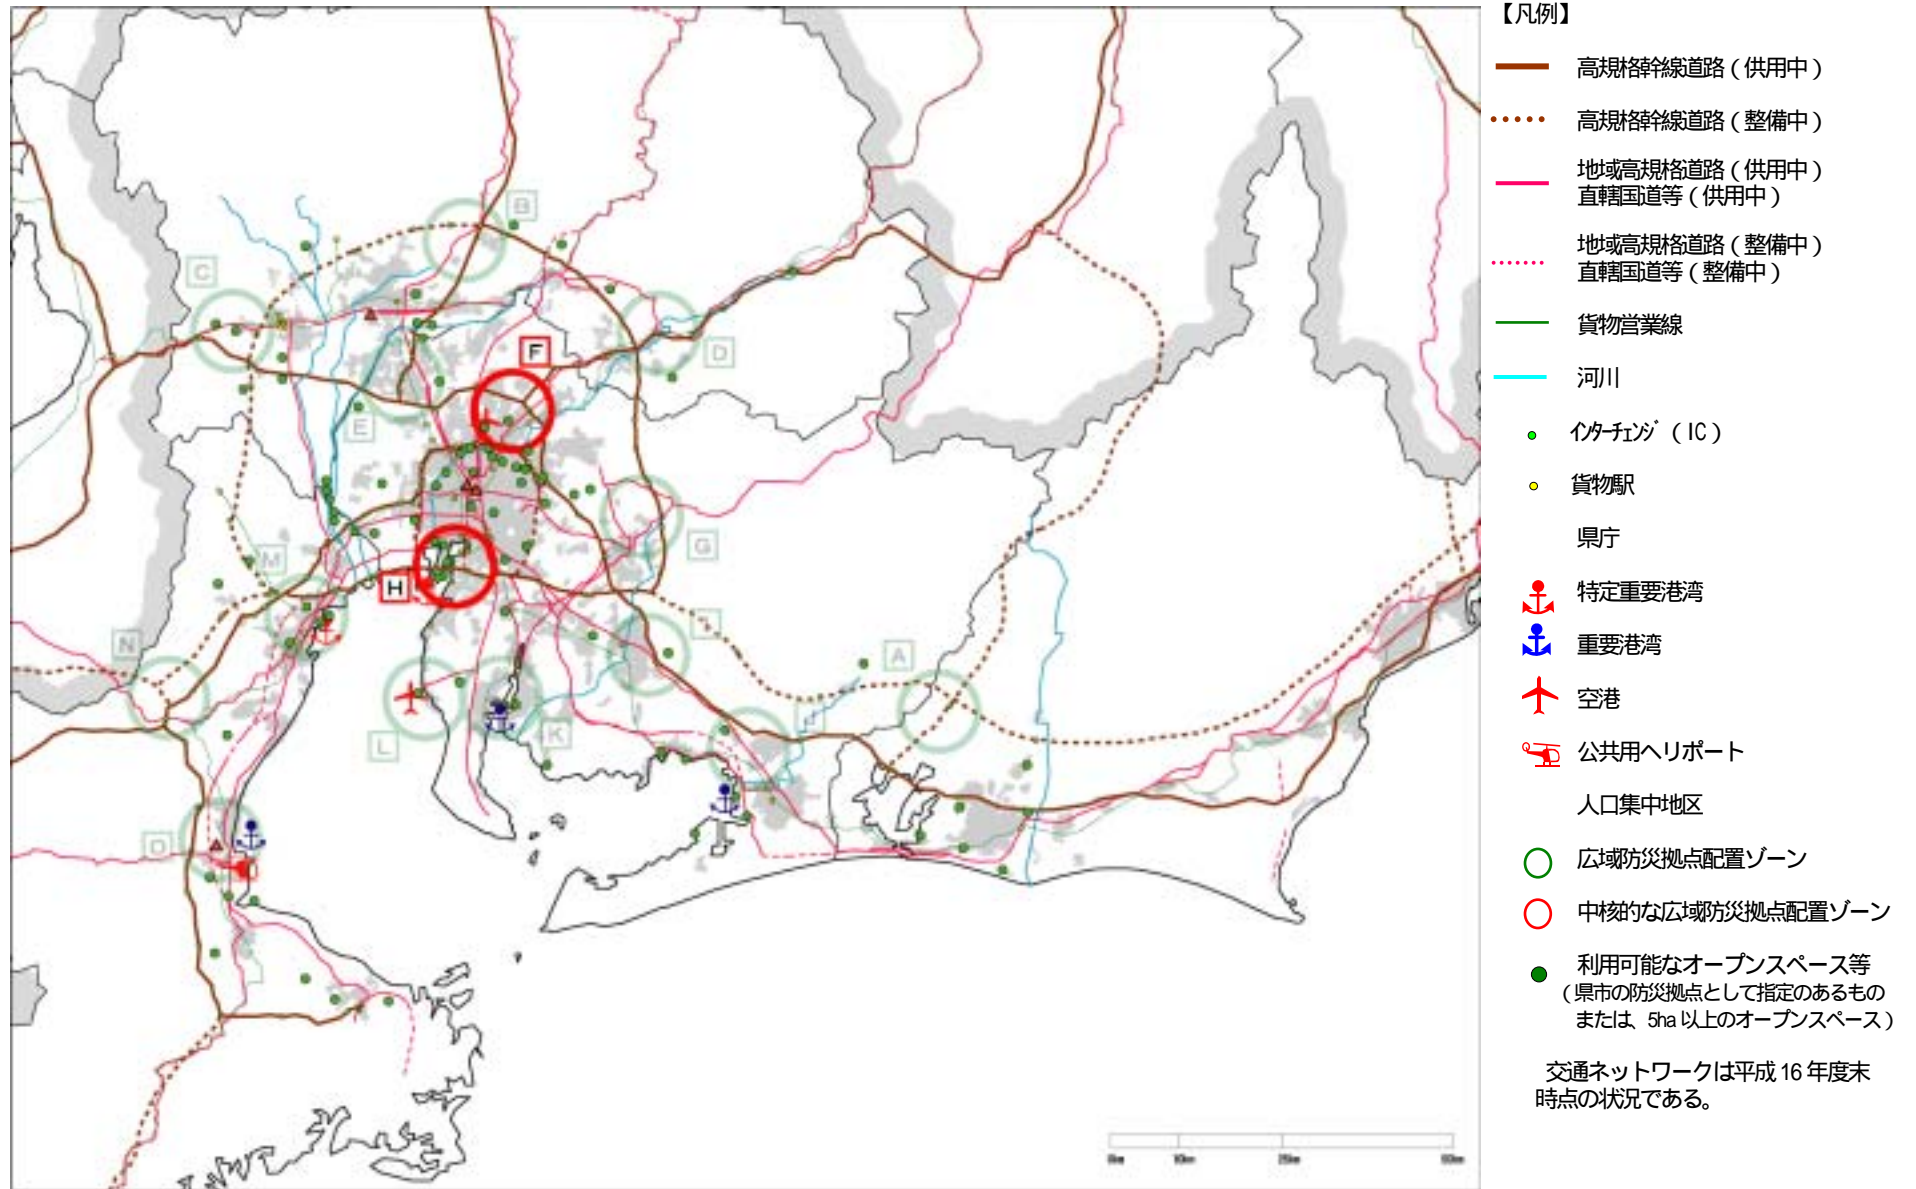 【凡例】
高規格幹線道路（供用中）
高規格幹線道路（整備中）
地域高規格道路（供用中）
直轄国道等（供用中）
地域高規格道路（整備中）
直轄国道等（整備中）
貨物営業線
河川
インターチェンジ（IC）
貨物駅
県庁
特定重要港湾
重要港湾
空港
公共用ヘリポート
人口集中地区
広域防災拠点配置ゾーン
中核的な広域防災拠点配置ゾーン
利用可能なオープンスペース等
（県市の防災拠点として指定のあるもの
または、5ha 以上のオープンスペース）
交通ネットワークは平成 16 年度末
時点の状況である。
B
C
F
D
E
G
M
H
N
A
L
K
O
0km 10km 25km 50km